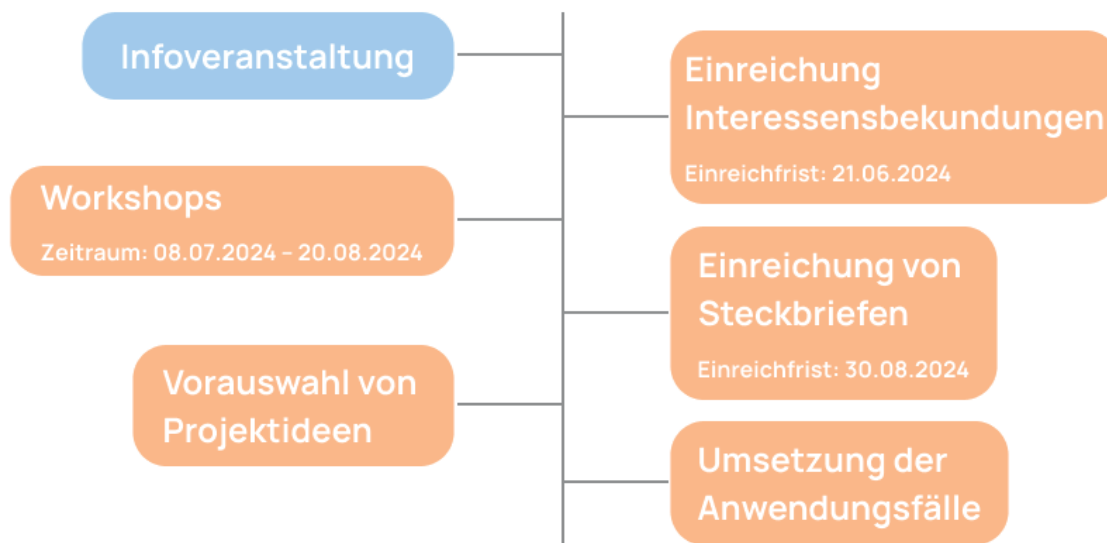 Infoveranstaltung
Einreichung
Interessensbekundungen
Einreichfrist: 21.06.2024
Workshops
Zeitraum: 08.07.2024 – 20.08.2024
Einreichung von
Steckbriefen
Einreichfrist: 30.08.2024
Vorauswahl von
Projektideen
Umsetzung der
Anwendungsfälle